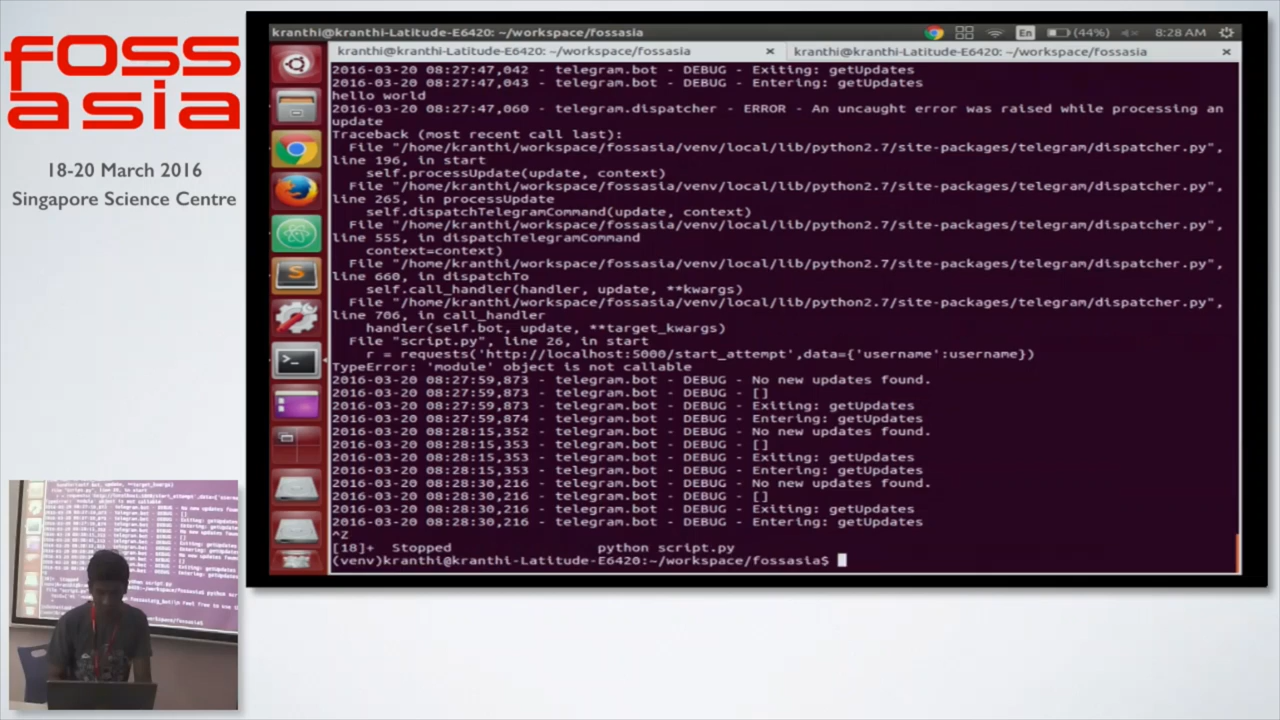 foss
asia
18-20 March 2016
Singapore Science Centre
kranthi@kranthi-Latitude-E6420: ~/workspace/fossasia
En
(44%)
8:28 AM
kranthi@kranthi-Latitude-E6420: ~/workspace/fossasia
×
kranthi@kranthi-Latitude-E6420: ~/workspace/fossasia
×
2016-03-20 08:27:47,042 - telegram.bot - DEBUG - Exiting: getUpdates
2016-03-20 08:27:47,043 - telegram.bot - DEBUG - Entering: getUpdates
hello world
2016-03-20 08:27:47,060 - telegram.dispatcher - ERROR - An uncaught error was raised while processing an
update
Traceback (most recent call last):
  File "/home/kranthi/workspace/fossasia/venv/local/lib/python2.7/site-packages/telegram/dispatcher.py",
line 196, in start
    self.processUpdate(update, context)
  File "/home/kranthi/workspace/fossasia/venv/local/lib/python2.7/site-packages/telegram/dispatcher.py",
line 265, in processUpdate
    self.dispatchTelegramCommand(update, context)
  File "/home/kranthi/workspace/fossasia/venv/local/lib/python2.7/site-packages/telegram/dispatcher.py",
line 555, in dispatchTelegramCommand
    context=context)
  File "/home/kranthi/workspace/fossasia/venv/local/lib/python2.7/site-packages/telegram/dispatcher.py",
line 660, in dispatchTo
    self.call_handler(handler, update, **kwargs)
  File "/home/kranthi/workspace/fossasia/venv/local/lib/python2.7/site-packages/telegram/dispatcher.py",
line 706, in call_handler
    handler(self.bot, update, **target_kwargs)
  File "script.py", line 26, in start
    r = requests('http://localhost:5000/start_attempt',data={'username':username})
TypeError: 'module' object is not callable
2016-03-20 08:27:59,873 - telegram.bot - DEBUG - No new updates found.
2016-03-20 08:27:59,873 - telegram.bot - DEBUG - []
2016-03-20 08:27:59,873 - telegram.bot - DEBUG - Exiting: getUpdates
2016-03-20 08:27:59,874 - telegram.bot - DEBUG - Entering: getUpdates
2016-03-20 08:28:15,352 - telegram.bot - DEBUG - No new updates found.
2016-03-20 08:28:15,353 - telegram.bot - DEBUG - []
2016-03-20 08:28:15,353 - telegram.bot - DEBUG - Exiting: getUpdates
2016-03-20 08:28:15,353 - telegram.bot - DEBUG - Entering: getUpdates
2016-03-20 08:28:30,216 - telegram.bot - DEBUG - No new updates found.
2016-03-20 08:28:30,216 - telegram.bot - DEBUG - []
2016-03-20 08:28:30,216 - telegram.bot - DEBUG - Exiting: getUpdates
2016-03-20 08:28:30,216 - telegram.bot - DEBUG - Entering: getUpdates
^Z
[18]+  Stopped                 python script.py
(venv)kranthi@kranthi-Latitude-E6420:~/workspace/fossasia$